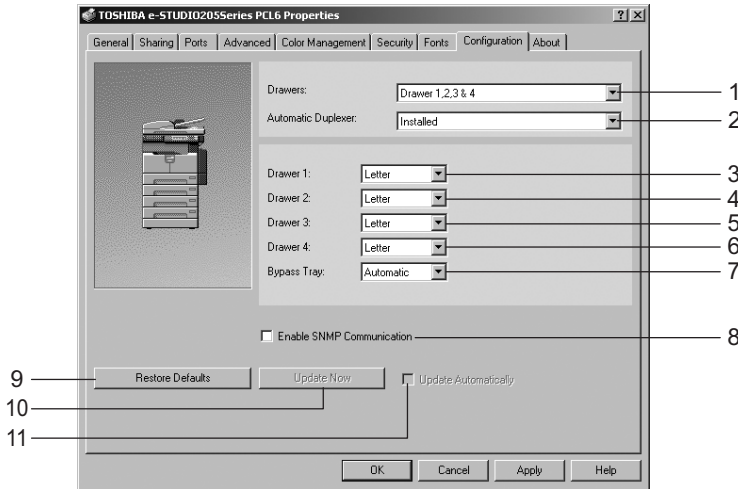 TOSHIBA e-STUDIO205Series PCL6 Properties
General Sharing Ports Advanced Color Management Security Fonts Configuration About
Drawers: Drawer 1,2,3 & 4 1
Automatic Duplexer: Installed 2
Drawer 1: Letter 3
Drawer 2: Letter 4
Drawer 3: Letter 5
Drawer 4: Letter 6
Bypass Tray: Automatic 7
Enable SNMP Communication 8
9 Restore Defaults Update Now Update Automatically
10
11
OK Cancel Apply Help